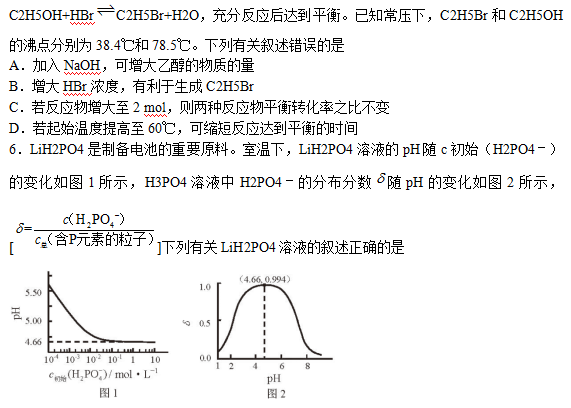 C2H5OH+HBr⇌C2H5Br+H2O，充分反应后达到平衡。已知常压下，C2H5Br 和 C2H5OH
的沸点分别为 38.4℃和 78.5℃。下列有关叙述错误的是
A．加入 NaOH，可增大乙醇的物质的量
B．增大 HBr 浓度，有利于生成 C2H5Br
C．若反应物增大至 2 mol，则两种反应物平衡转化率之比不变
D．若起始温度提高至 60℃，可缩短反应达到平衡的时间
6．LiH2PO4 是制备电池的重要原料。室温下，LiH2PO4 溶液的 pH 随 c 初始（H2PO4－）
的变化如图 1 所示，H3PO4 溶液中 H2PO4－的分布分数 δ 随 pH 的变化如图 2 所示，
[ δ=c(H₂PO₄⁻)/c总(含P元素的粒子) ]下列有关 LiH2PO4 溶液的叙述正确的是
pH
5.50
5.00
4.66
10⁻⁴ 10⁻³ 10⁻² 10⁻¹ 1 10
c初始(H₂PO₄⁻)/ mol·L⁻¹
图 1
(4.66, 0.994)
δ
1.0
0.5
0.0
1 2 4 6 8
pH
图 2